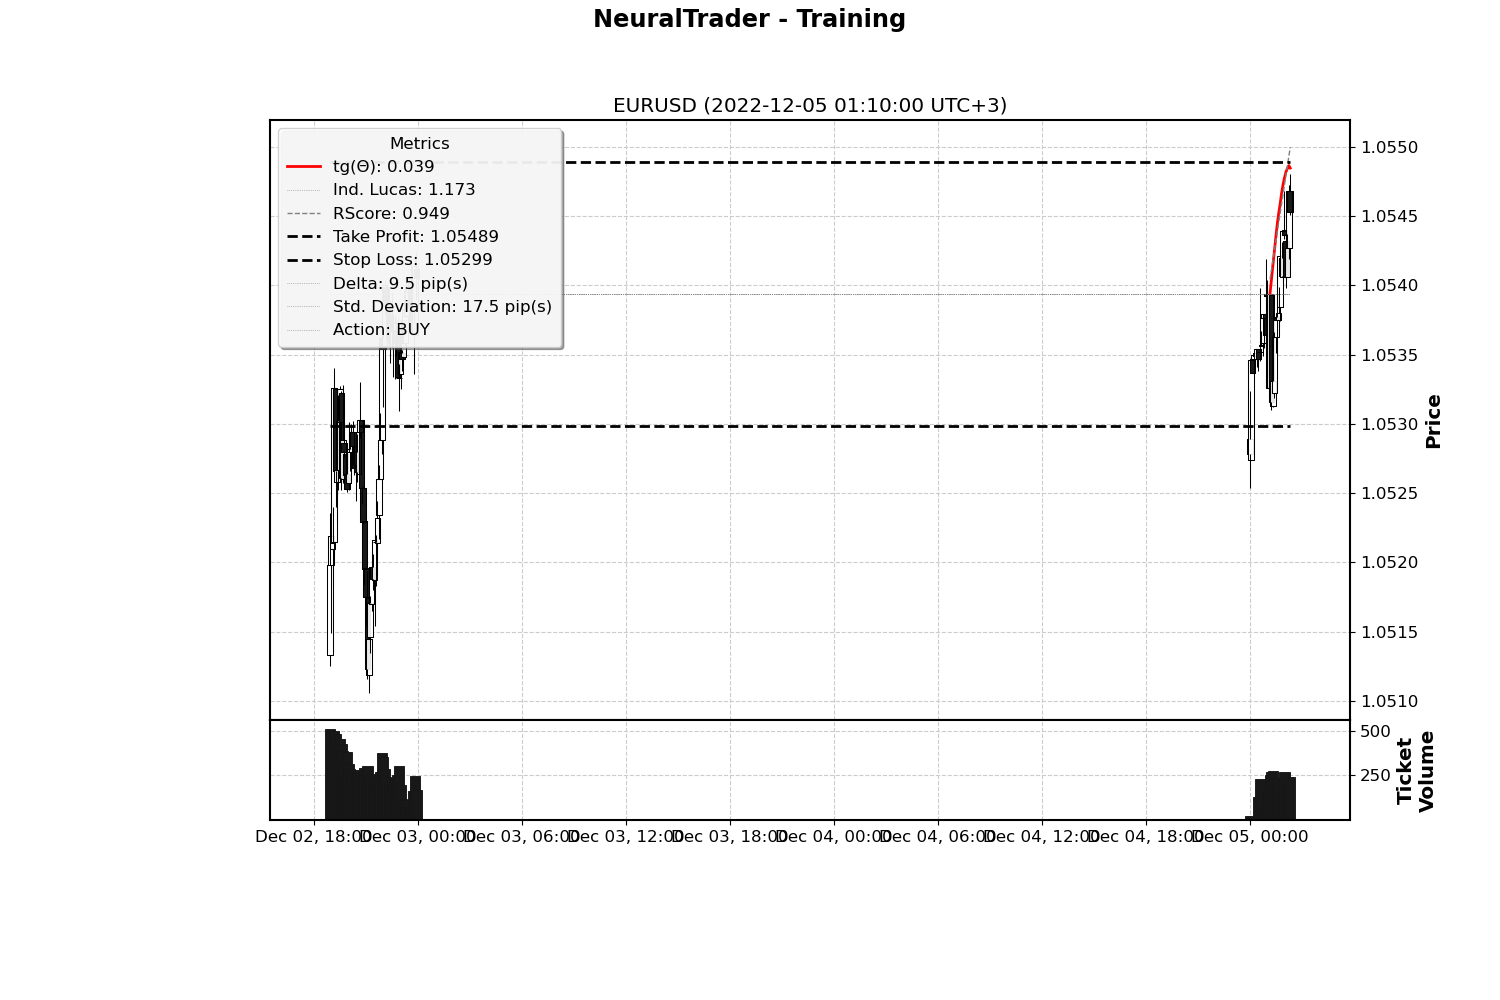 NeuralTrader - Training
EURUSD (2022-12-05 01:10:00 UTC+3)
Metrics
tg(Θ): 0.039
Ind. Lucas: 1.173
RScore: 0.949
Take Profit: 1.05489
Stop Loss: 1.05299
Delta: 9.5 pip(s)
Std. Deviation: 17.5 pip(s)
Action: BUY
1.0550
1.0545
1.0540
1.0535
1.0530
1.0525
1.0520
1.0515
1.0510
Price
500
250
Ticket
Volume
Dec 02, 18:00
Dec 03, 00:00
Dec 03, 06:00
Dec 03, 12:00
Dec 03, 18:00
Dec 04, 00:00
Dec 04, 06:00
Dec 04, 12:00
Dec 04, 18:00
Dec 05, 00:00